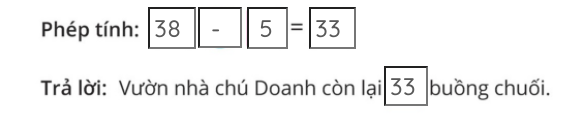 Phép tính: 38 - 5 = 33
Trả lời: Vườn nhà chú Doanh còn lại 33 buồng chuối.